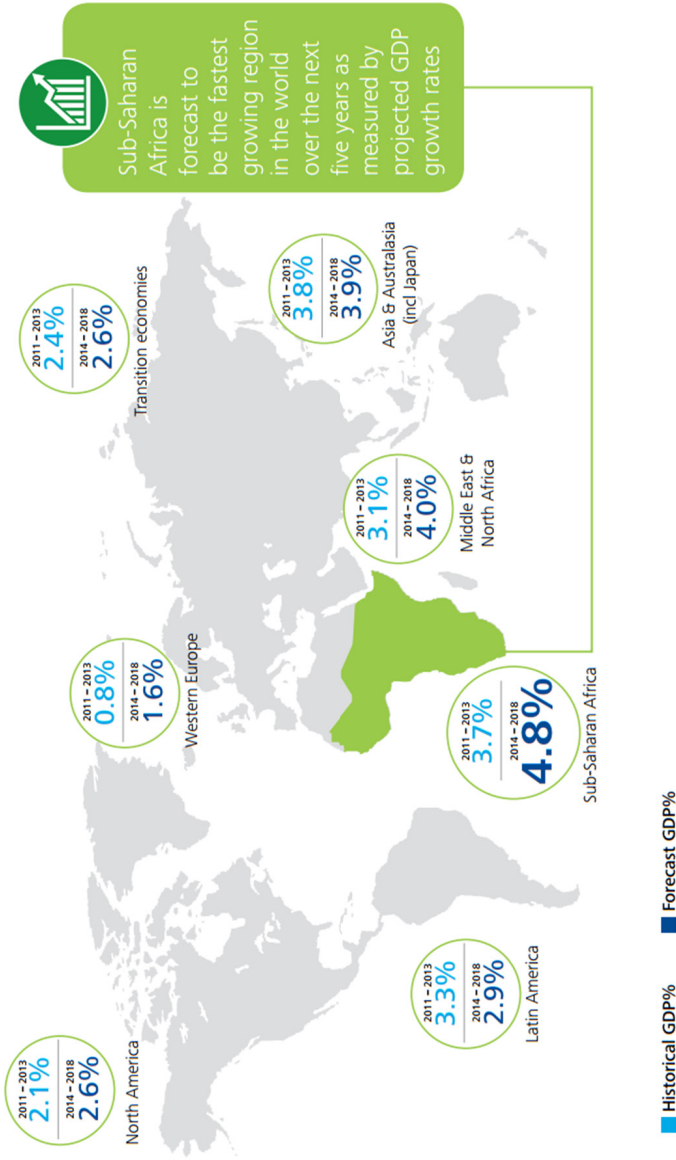 2011 – 2013
2.1%
2014 – 2018
2.6%
North America
2011 – 2013
0.8%
2014 – 2018
1.6%
Western Europe
2011 – 2013
2.4%
2014 – 2018
2.6%
Transition economies
Sub-Saharan
Africa is
forecast to
be the fastest
growing region
in the world
over the next
five years as
measured by
projected GDP
growth rates
2011 – 2013
3.8%
2014 – 2018
3.9%
Asia & Australasia
(incl Japan)
2011 – 2013
3.1%
2014 – 2018
4.0%
Middle East &
North Africa
2011 – 2013
3.3%
2014 – 2018
2.9%
Latin America
2011 – 2013
3.7%
2014 – 2018
4.8%
Sub-Saharan Africa
Historical GDP%
Forecast GDP%